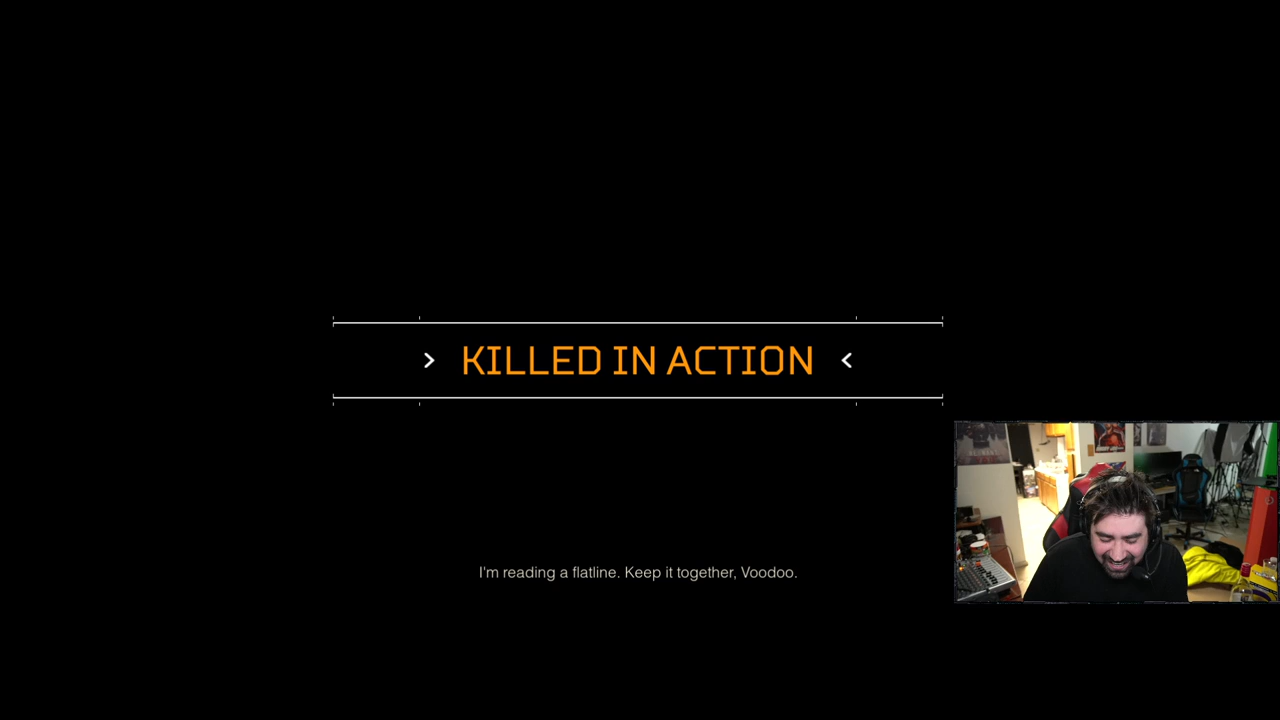 KILLED IN ACTION
I'm reading a flatline. Keep it together, Voodoo.